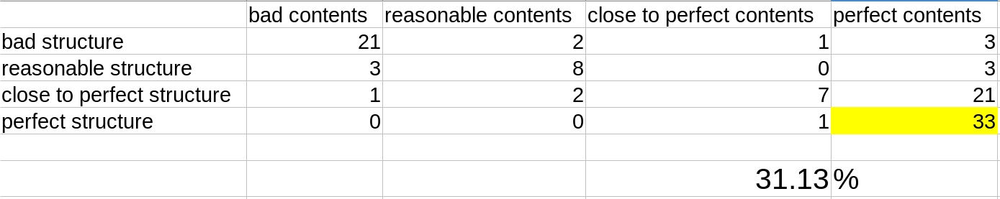 bad contents reasonable contents close to perfect contents perfect contents
bad structure 21 2 1 3
reasonable structure 3 8 0 3
close to perfect structure 1 2 7 21
perfect structure 0 0 1 33
31.13 %